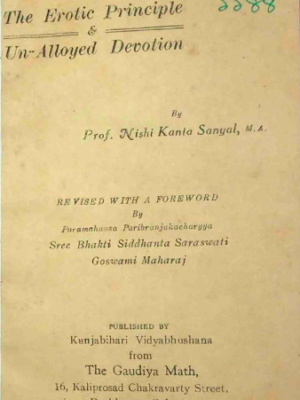 The Erotic Principle
&
Un-Alloyed Devotion
By
Prof. Nishi Kanta Sanyal, M.A.
REVISED WITH A FOREWORD
By
Paramahansa Paribrajakacharyya
Sree Bhakti Siddhanta Saraswati
Goswami Maharaj
PUBLISHED BY
Kunjabihari Vidyabhushana
from
The Gaudiya Math,
16, Kaliprosad Chakravarty Street,